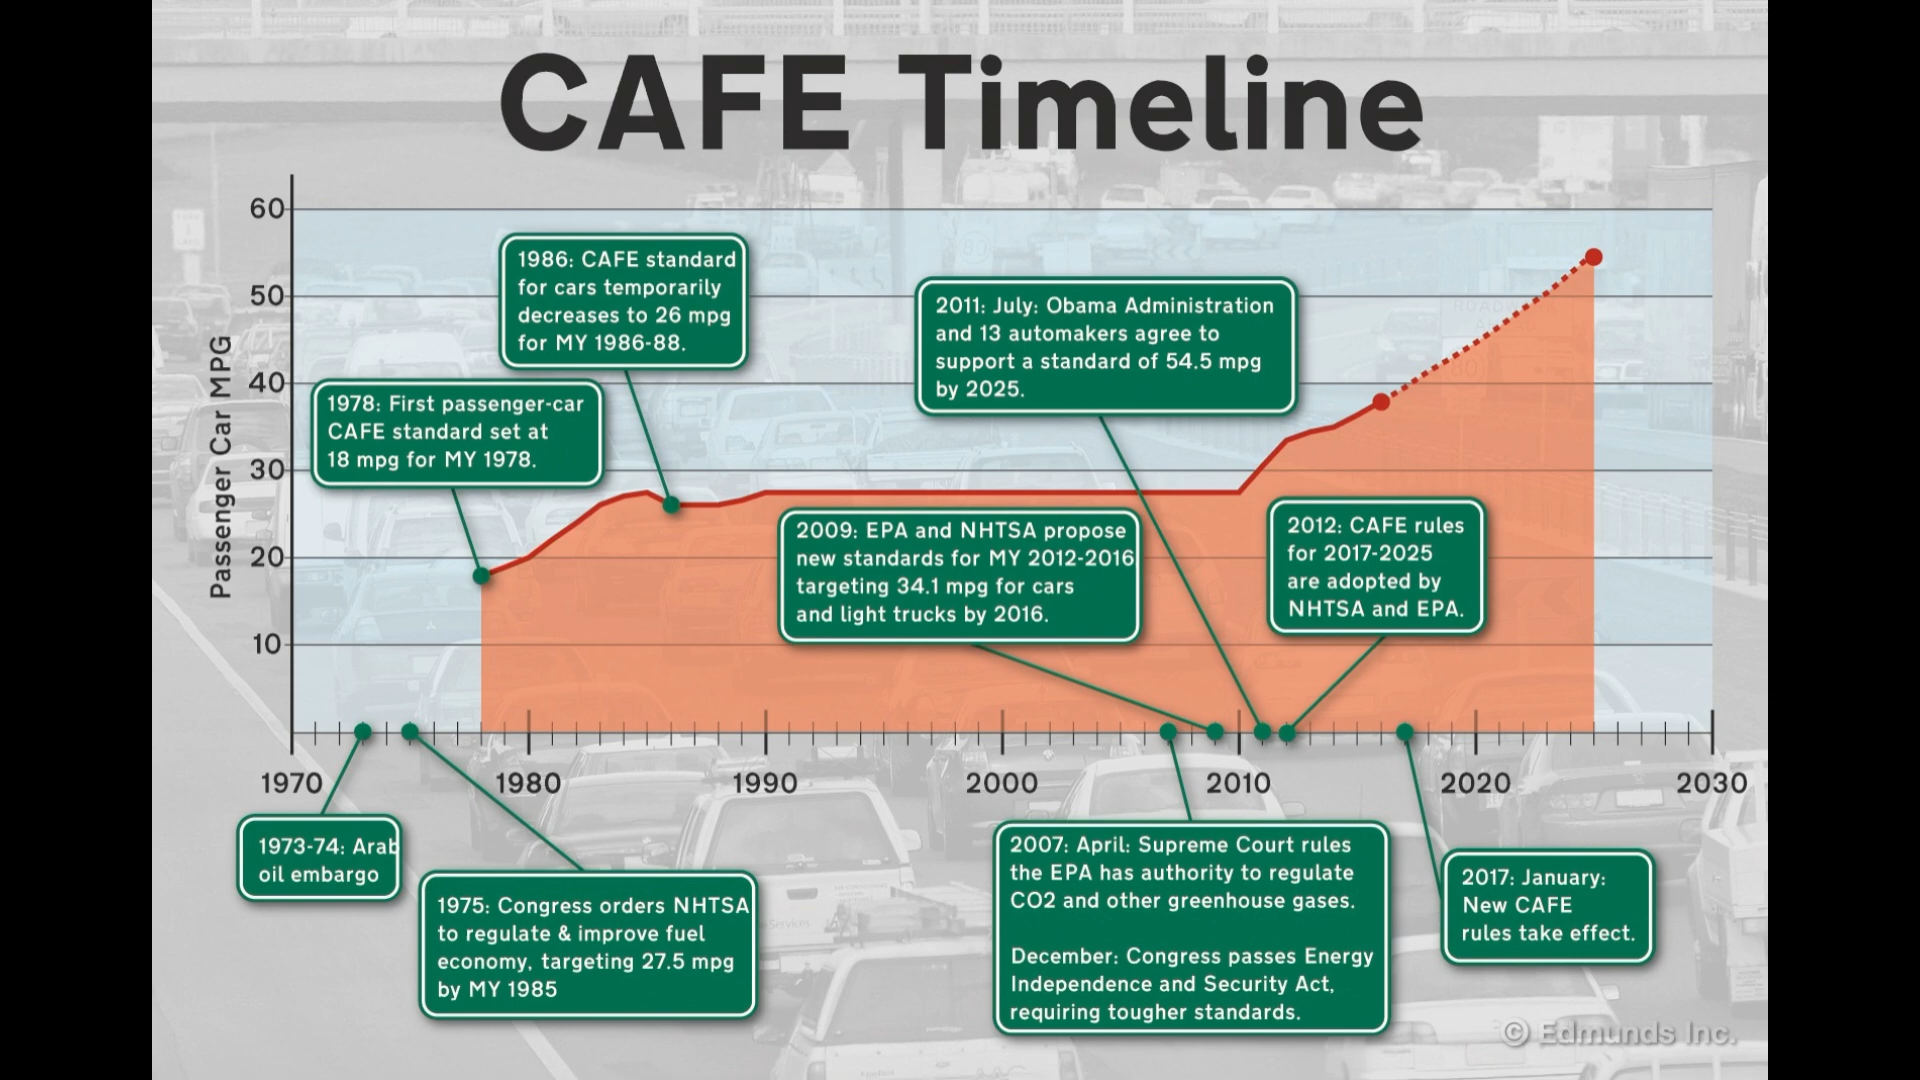 CAFE Timeline
Passenger Car MPG
60
50
40
30
20
10
1986: CAFE standard
for cars temporarily
decreases to 26 mpg
for MY 1986-88.
2011: July: Obama Administration
and 13 automakers agree to
support a standard of 54.5 mpg
by 2025.
1978: First passenger-car
CAFE standard set at
18 mpg for MY 1978.
2009: EPA and NHTSA propose
new standards for MY 2012-2016
targeting 34.1 mpg for cars
and light trucks by 2016.
2012: CAFE rules
for 2017-2025
are adopted by
NHTSA and EPA.
1970 1980 1990 2000 2010 2020 2030
1973-74: Arab
oil embargo
1975: Congress orders NHTSA
to regulate & improve fuel
economy, targeting 27.5 mpg
by MY 1985
2007: April: Supreme Court rules
the EPA has authority to regulate
CO2 and other greenhouse gases.
December: Congress passes Energy
Independence and Security Act,
requiring tougher standards.
2017: January:
New CAFE
rules take effect.
© Edmunds Inc.